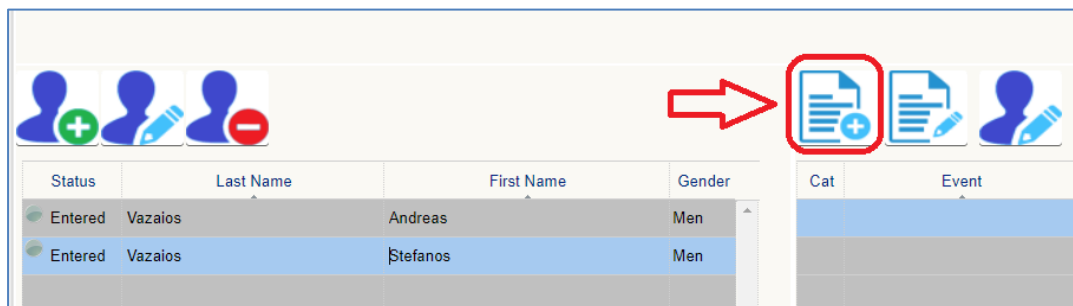 Status Last Name First Name Gender Cat Event
Entered Vazaios Andreas Men
Entered Vazaios Stefanos Men